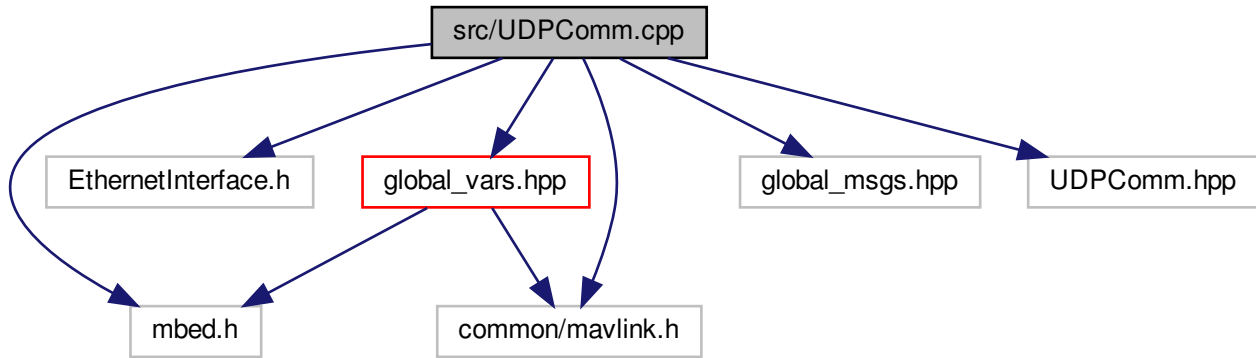 src/UDPComm.cpp
EthernetInterface.h
global_vars.hpp
global_msgs.hpp
UDPComm.hpp
mbed.h
common/mavlink.h